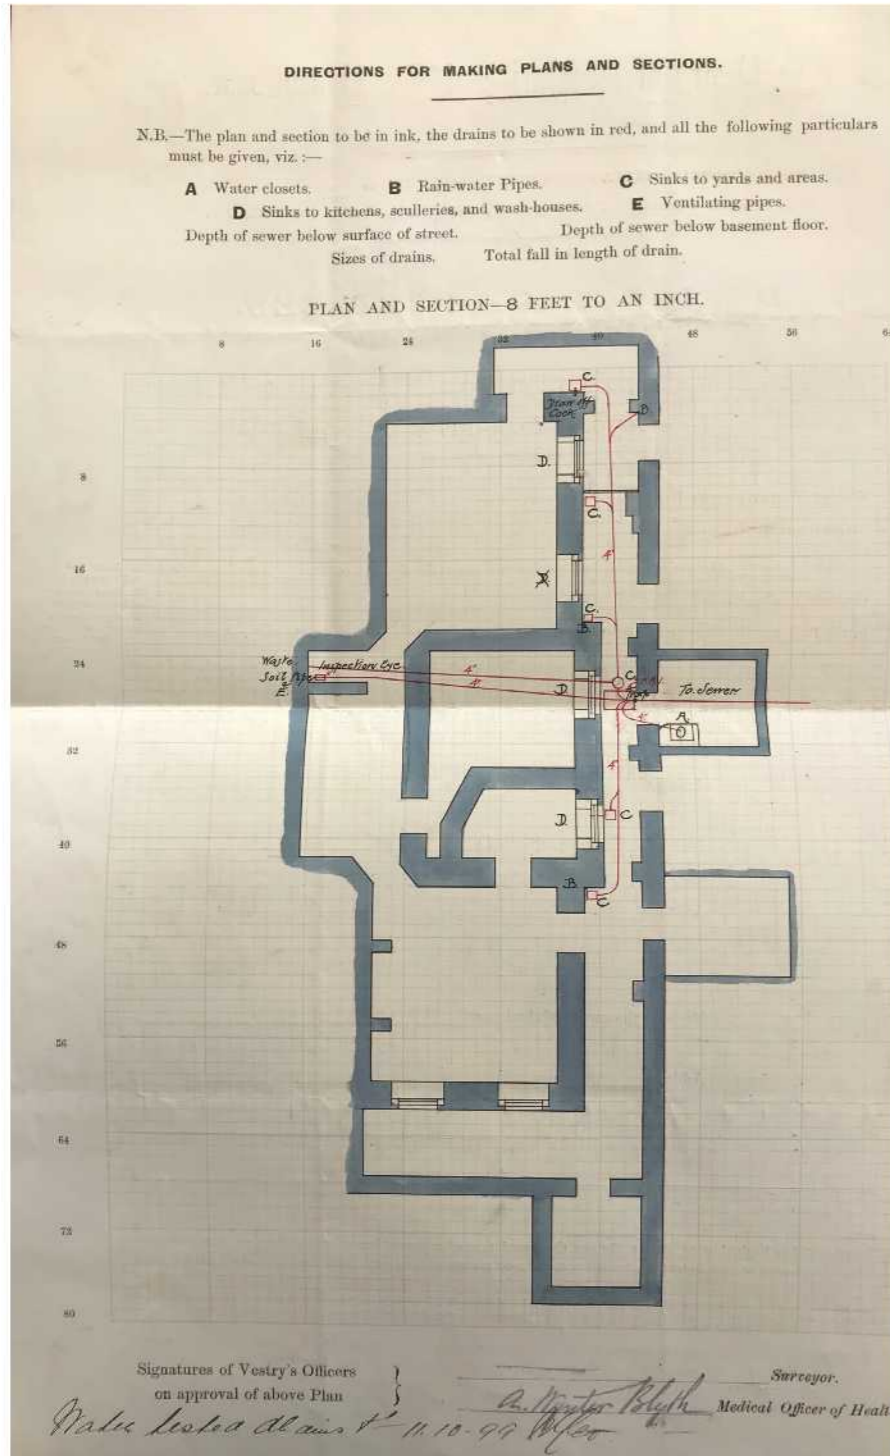 DIRECTIONS FOR MAKING PLANS AND SECTIONS.
N.B.—The plan and section to be in ink, the drains to be shown in red, and all the following particulars
must be given, viz. :—
A Water closets. B Rain-water Pipes. C Sinks to yards and areas.
D Sinks to kitchens, sculleries, and wash-houses. E Ventilating pipes.
Depth of sewer below surface of street. Depth of sewer below basement floor.
Sizes of drains. Total fall in length of drain.
PLAN AND SECTION—8 FEET TO AN INCH.
8 16 24 32 40 48 56 64
C.
Cock
D.
D.
8
C.
4"
16
D.
C.
B.
24
Waste
Inspection Eye
4"
C.
Soil Pipe
4"
E.
D.
To Sewer
A
4"
32
4"
D.
C
40
B.
C
48
56
64
72
80
Signatures of Vestry's Officers
on approval of above Plan
Surveyor.
A. Wynter Blyth Medical Officer of Healt
Water tested drains 11.10.99